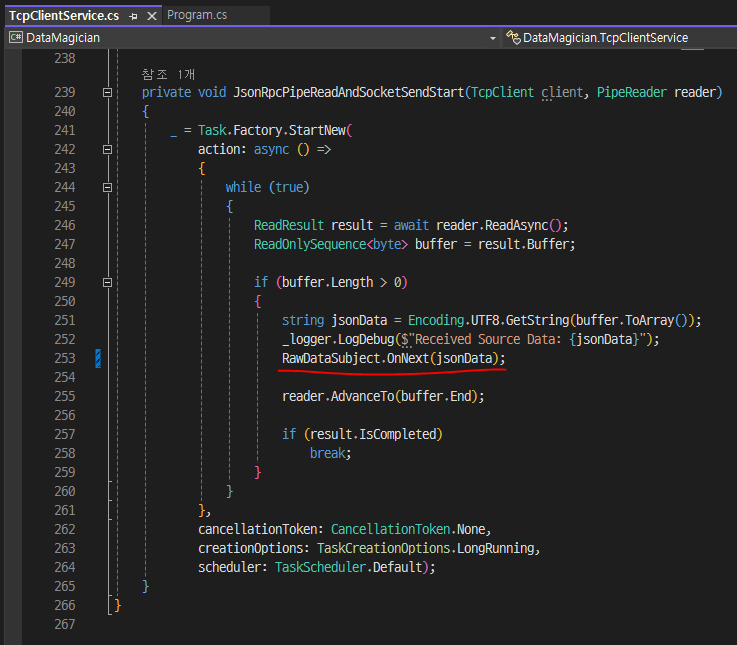 TcpClientService.cs Program.cs
C# DataMagician DataMagician.TcpClientService
238
참조 1개
239 private void JsonRpcPipeReadAndSocketSendStart(TcpClient client, PipeReader reader)
240 {
241 _ = Task.Factory.StartNew(
242 action: async () =>
243 {
244 while (true)
245 {
246 ReadResult result = await reader.ReadAsync();
247 ReadOnlySequence<byte> buffer = result.Buffer;
248
249 if (buffer.Length > 0)
250 {
251 string jsonData = Encoding.UTF8.GetString(buffer.ToArray());
252 _logger.LogDebug($"Received Source Data: {jsonData}");
253 RawDataSubject.OnNext(jsonData);
254
255 reader.AdvanceTo(buffer.End);
256
257 if (result.IsCompleted)
258 break;
259 }
260 }
261 },
262 cancellationToken: CancellationToken.None,
263 creationOptions: TaskCreationOptions.LongRunning,
264 scheduler: TaskScheduler.Default);
265 }
266 }
267